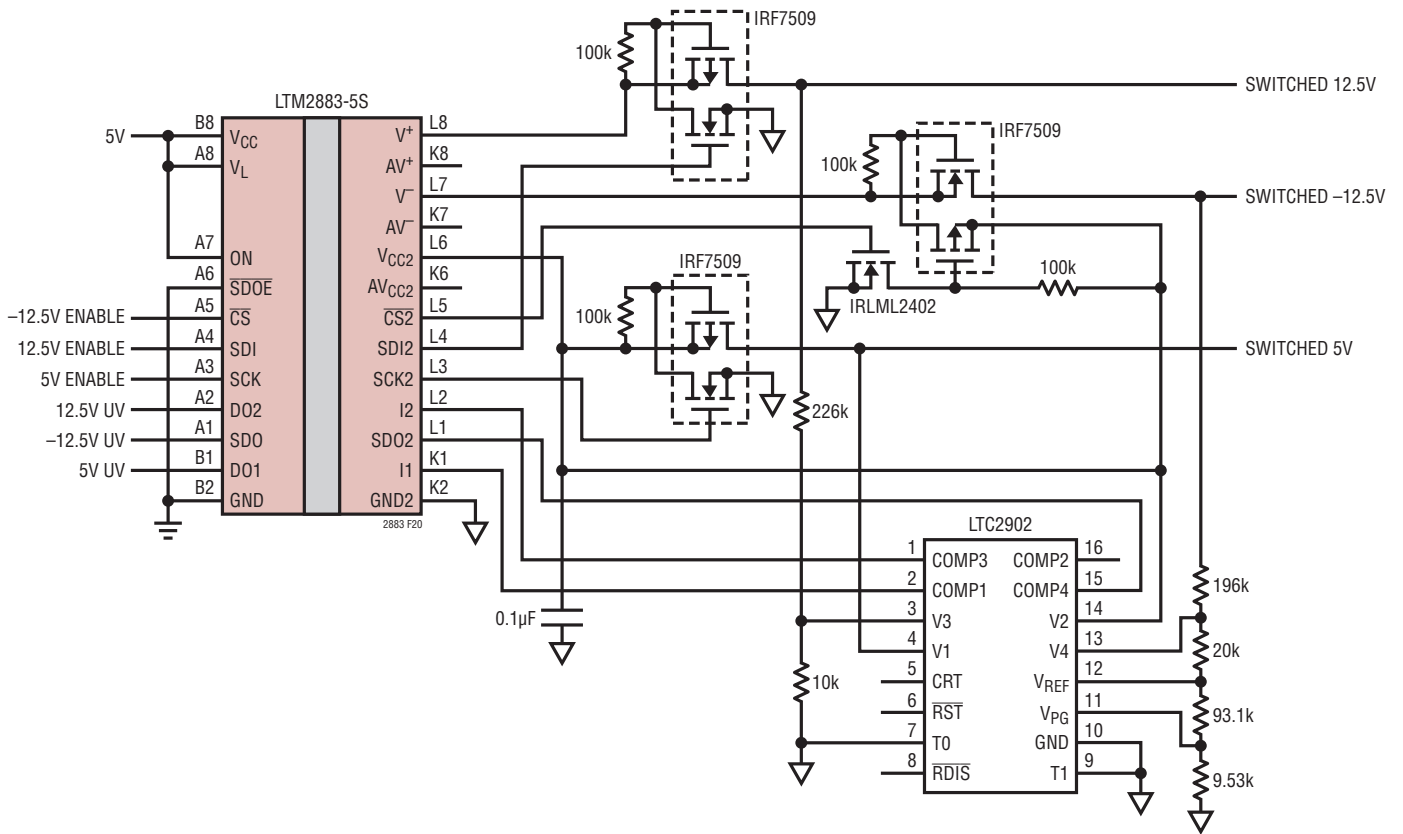 IRF7509
100k
SWITCHED 12.5V
LTM2883-5S
5V
B8
VCC
A8
VL
A7
ON
A6
SDOE
–12.5V ENABLE
A5
CS
12.5V ENABLE
A4
SDI
5V ENABLE
A3
SCK
12.5V UV
A2
DO2
–12.5V UV
A1
SDO
5V UV
B1
DO1
B2
GND
V+
L8
AV+
K8
V–
L7
AV–
K7
VCC2
L6
AVCC2
K6
CS2
L5
SDI2
L4
SCK2
L3
I2
L2
SDO2
L1
I1
K1
GND2
K2
2883 F20
IRF7509
100k
SWITCHED –12.5V
IRF7509
100k
100k
IRLML2402
SWITCHED 5V
226k
0.1µF
10k
LTC2902
1
COMP3
2
COMP1
3
V3
4
V1
5
CRT
6
RST
7
T0
8
RDIS
COMP2
16
COMP4
15
V2
14
V4
13
VREF
12
VPG
11
GND
10
T1
9
196k
20k
93.1k
9.53k